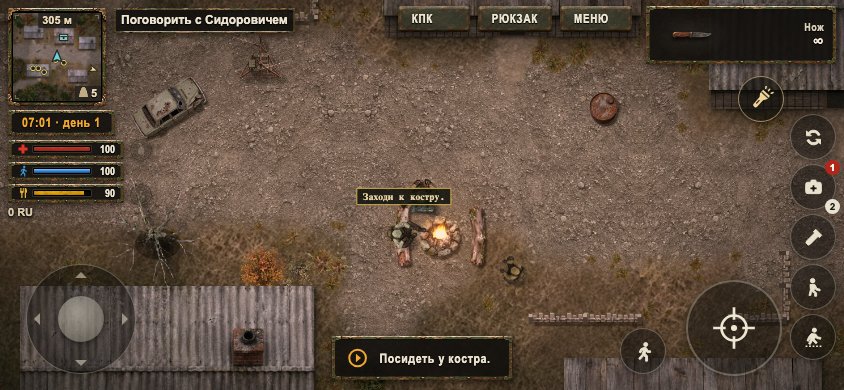 305 м
5
Поговорить с Сидоровичем
КПК
РЮКЗАК
МЕНЮ
Нож
∞
07:01 · день 1
100
100
90
0 RU
1
2
Заходи к костру.
Посидеть у костра.